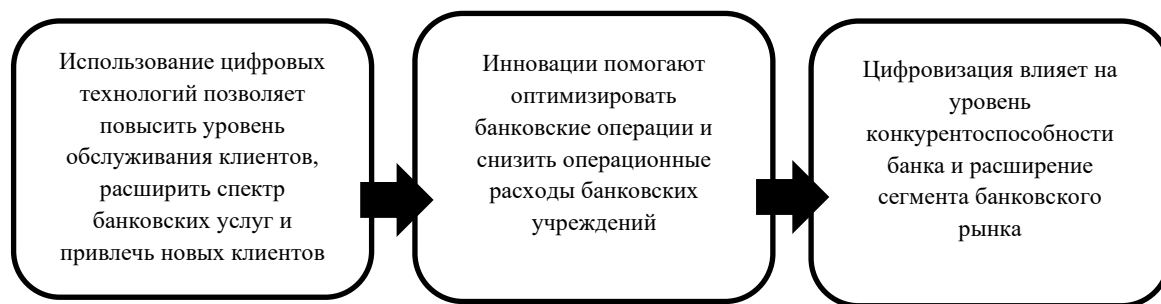 Использование цифровых
технологий позволяет
повысить уровень
обслуживания клиентов,
расширить спектр
банковских услуг и
привлечь новых клиентов
Инновации помогают
оптимизировать
банковские операции и
снизить операционные
расходы банковских
учреждений
Цифровизация влияет на
уровень
конкурентоспособности
банка и расширение
сегмента банковского
рынка